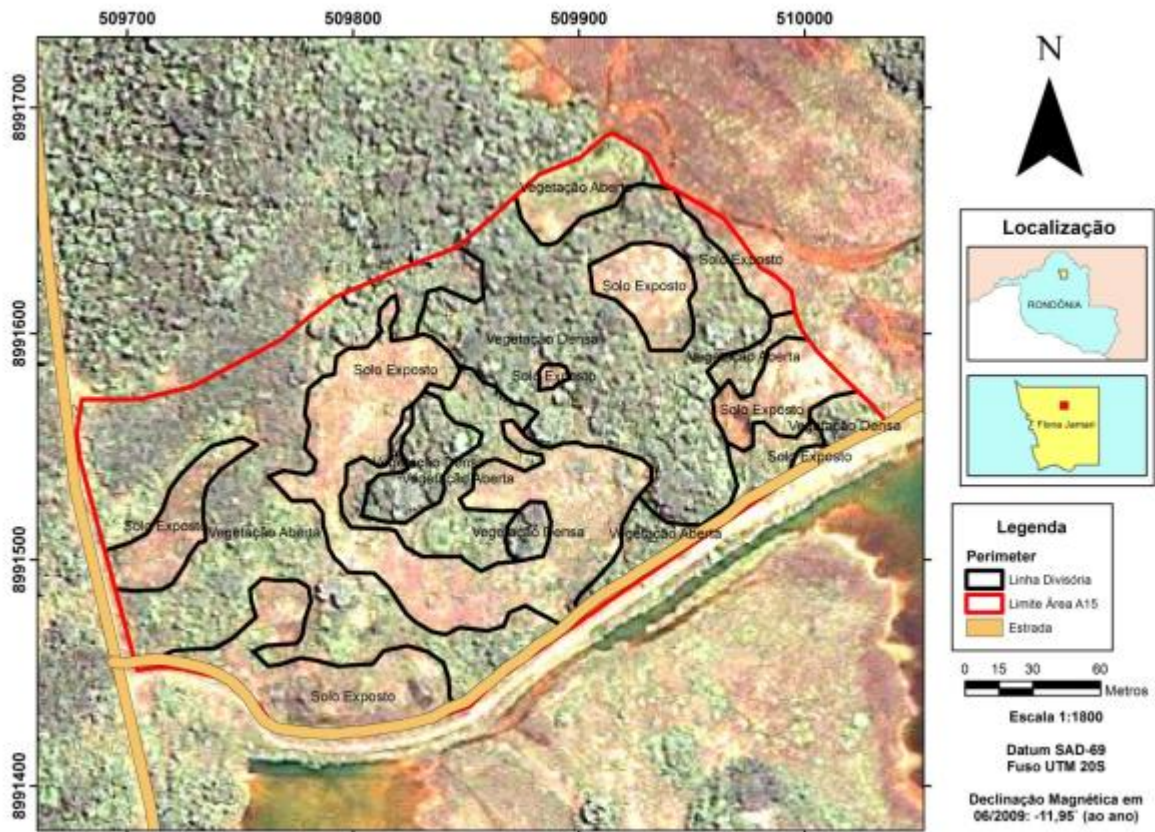 509700 509800 509900 510000
8991700
8991600
8991500
8991400
Vegetação Aberta
Solo Exposto
Solo Exposto
Vegetação Densa
Vegetação Aberta
Solo Exposto
Solo Exposto
Solo Exposto
Vegetação Densa
Solo Exposto
Vegetação Densa
Vegetação Aberta
Solo Exposto
Vegetação Aberta
Vegetação Densa
Vegetação Aberta
Solo Exposto
N
Localização
RONDÔNIA
Flona Jamari
Legenda
Perimeter
Linha Divisória
Limite Área A15
Estrada
0 15 30 60
Metros
Escala 1:1800
Datum SAD-69
Fuso UTM 20S
Declinação Magnética em
06/2009: -11,95' (ao ano)